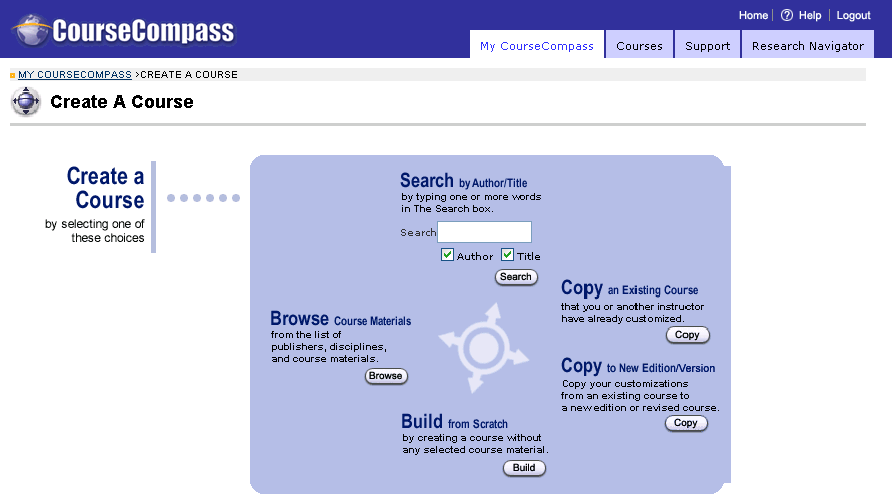 Home | ? Help | Logout
CourseCompass
My CourseCompass Courses Support Research Navigator
MY COURSECOMPASS >CREATE A COURSE
Create A Course
Create a
Course
by selecting one of
these choices
Search by Author/Title
by typing one or more words
in The Search box.
Search
Author Title
Search
Browse Course Materials
from the list of
publishers, disciplines,
and course materials.
Browse
Copy an Existing Course
that you or another instructor
have already customized.
Copy
Copy to New Edition/Version
Copy your customizations
from an existing course to
a new edition or revised course.
Copy
Build from Scratch
by creating a course without
any selected course material.
Build